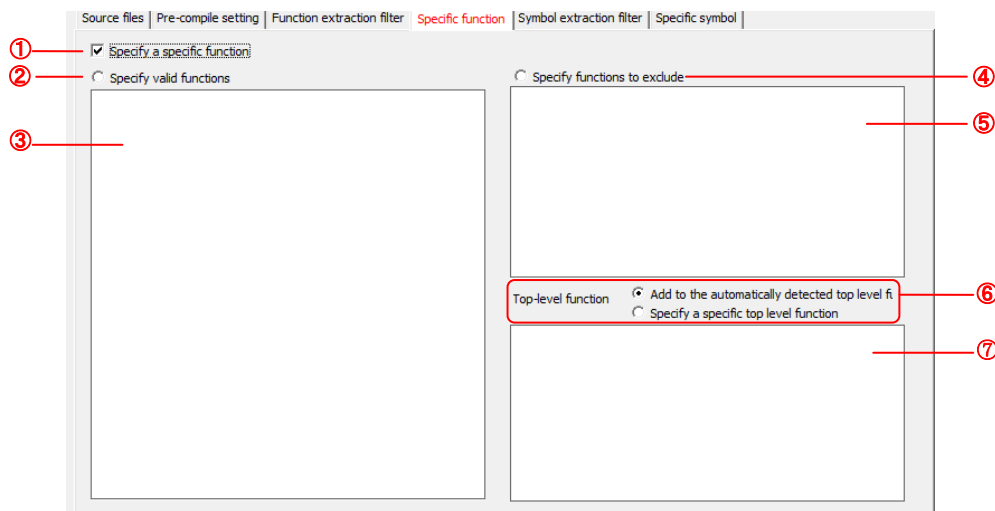 Source files Pre-compile setting Function extraction filter Specific function Symbol extraction filter Specific symbol
① Specify a specific function
② Specify valid functions
Specify functions to exclude ④
③
⑤
Top-level function
Add to the automatically detected top level fu
⑥
Specify a specific top level function
⑦